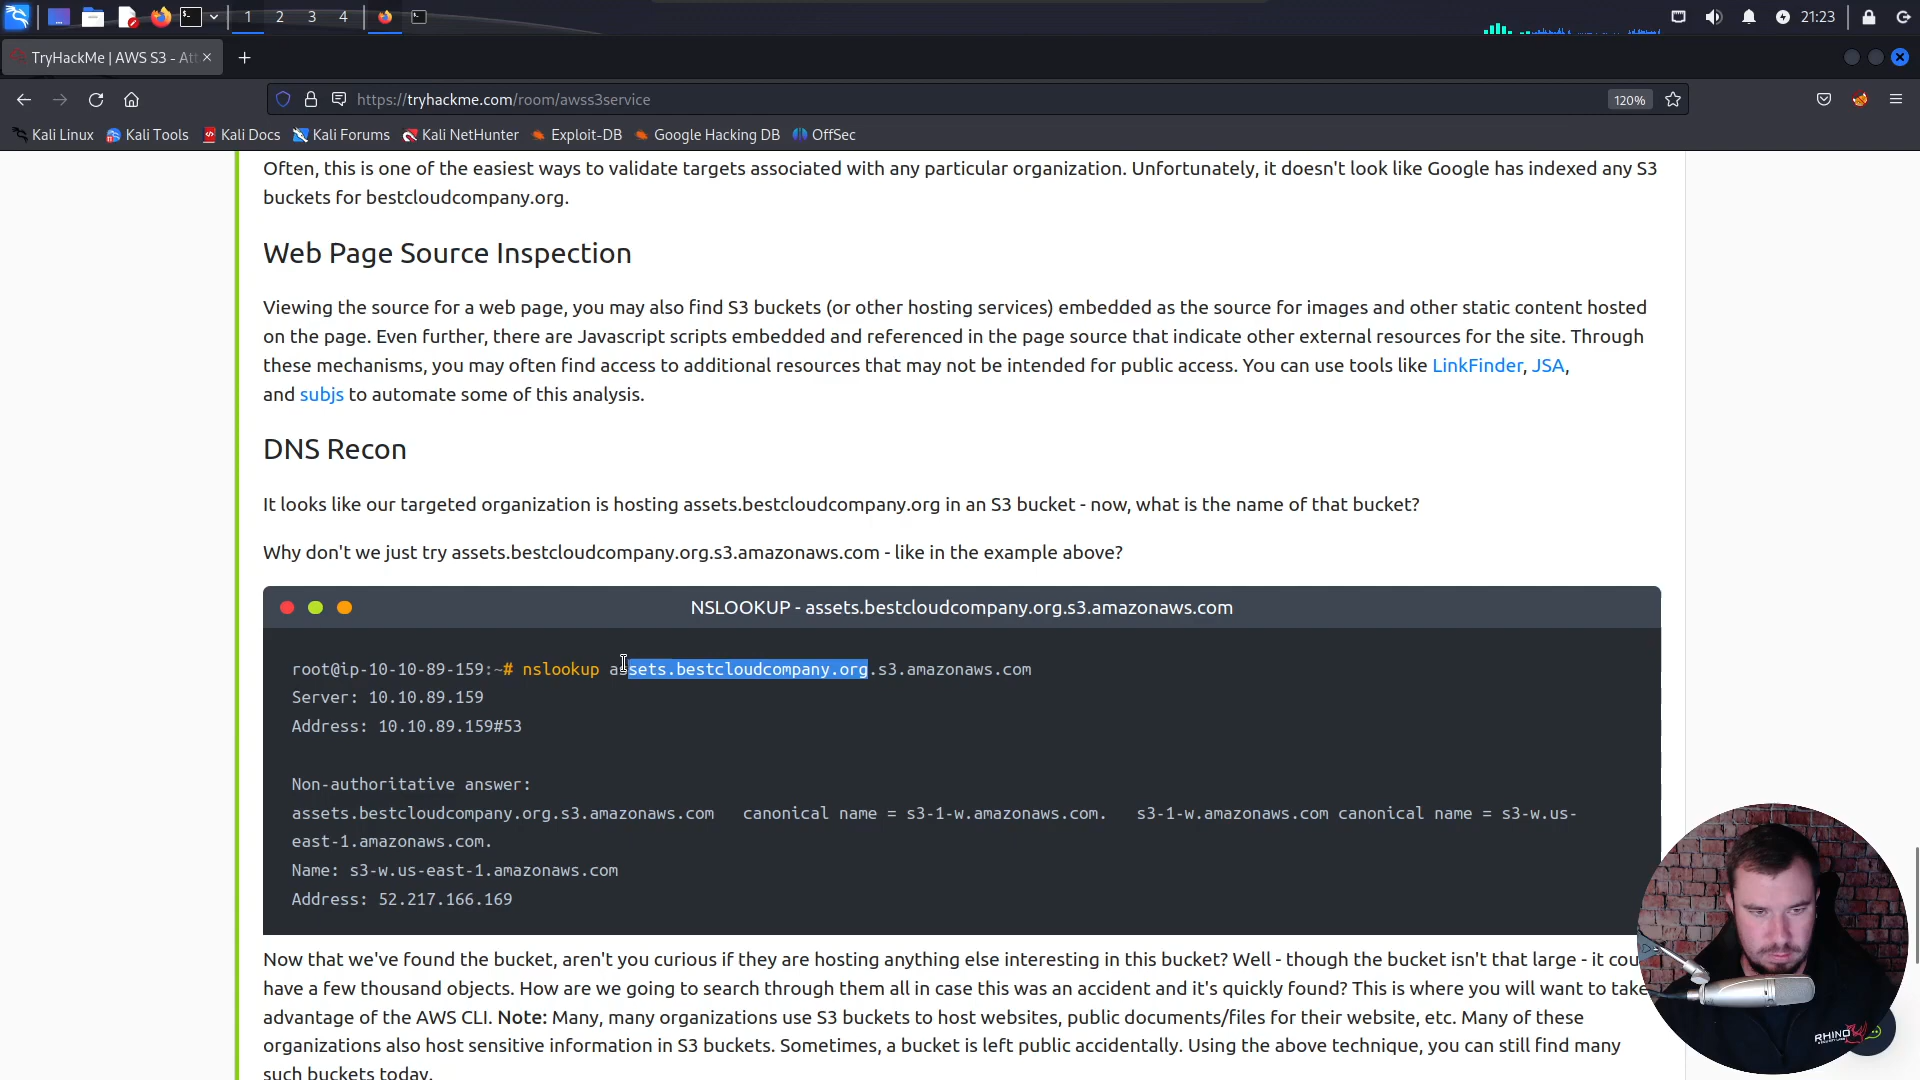 1 2 3 4 21:23
TryHackMe | AWS S3 - Att
https://tryhackme.com/room/awss3service 120%
Kali Linux Kali Tools Kali Docs Kali Forums Kali NetHunter Exploit-DB Google Hacking DB OffSec
Often, this is one of the easiest ways to validate targets associated with any particular organization. Unfortunately, it doesn't look like Google has indexed any S3
buckets for bestcloudcompany.org.
Web Page Source Inspection
Viewing the source for a web page, you may also find S3 buckets (or other hosting services) embedded as the source for images and other static content hosted
on the page. Even further, there are Javascript scripts embedded and referenced in the page source that indicate other external resources for the site. Through
these mechanisms, you may often find access to additional resources that may not be intended for public access. You can use tools like LinkFinder, JSA,
and subjs to automate some of this analysis.
DNS Recon
It looks like our targeted organization is hosting assets.bestcloudcompany.org in an S3 bucket - now, what is the name of that bucket?
Why don't we just try assets.bestcloudcompany.org.s3.amazonaws.com - like in the example above?
NSLOOKUP - assets.bestcloudcompany.org.s3.amazonaws.com
root@ip-10-10-89-159:~# nslookup assets.bestcloudcompany.org.s3.amazonaws.com
Server: 10.10.89.159
Address: 10.10.89.159#53
Non-authoritative answer:
assets.bestcloudcompany.org.s3.amazonaws.com canonical name = s3-1-w.amazonaws.com. s3-1-w.amazonaws.com canonical name = s3-w.us-
east-1.amazonaws.com.
Name: s3-w.us-east-1.amazonaws.com
Address: 52.217.166.169
Now that we've found the bucket, aren't you curious if they are hosting anything else interesting in this bucket? Well - though the bucket isn't that large - it cou
have a few thousand objects. How are we going to search through them all in case this was an accident and it's quickly found? This is where you will want to take
advantage of the AWS CLI. Note: Many, many organizations use S3 buckets to host websites, public documents/files for their website, etc. Many of these
organizations also host sensitive information in S3 buckets. Sometimes, a bucket is left public accidentally. Using the above technique, you can still find many
such buckets today.
RHINO